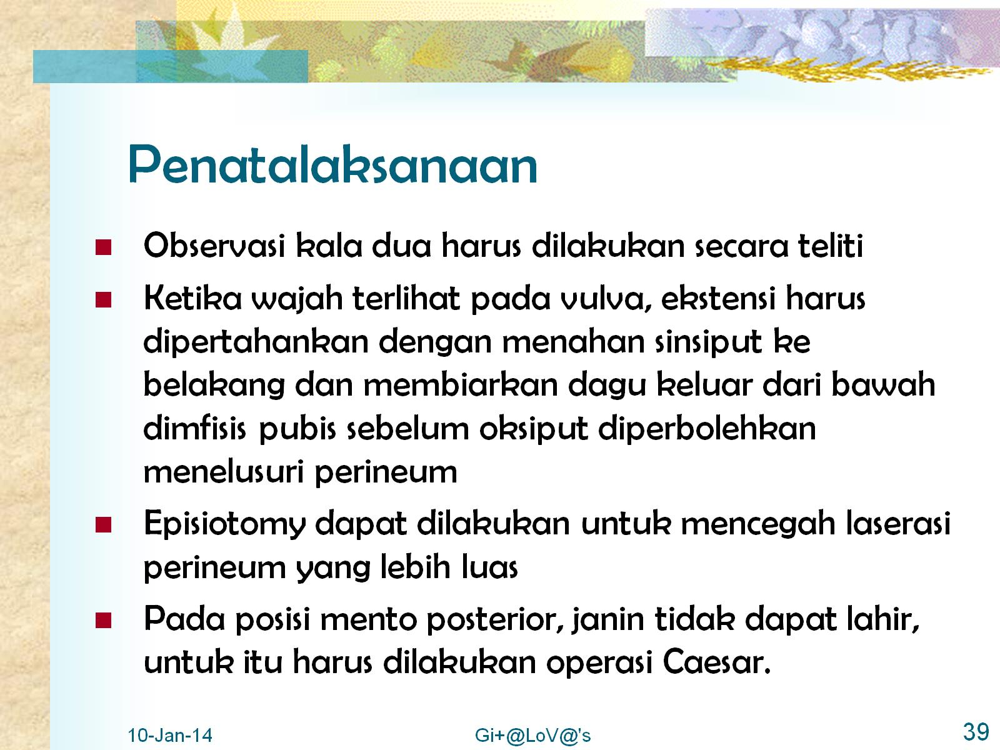 Penatalaksanaan
Observasi kala dua harus dilakukan secara teliti
Ketika wajah terlihat pada vulva, ekstensi harus
dipertahankan dengan menahan sinsiput ke
belakang dan membiarkan dagu keluar dari bawah
dimfisis pubis sebelum oksiput diperbolehkan
menelusuri perineum
Episiotomy dapat dilakukan untuk mencegah laserasi
perineum yang lebih luas
Pada posisi mento posterior, janin tidak dapat lahir,
untuk itu harus dilakukan operasi Caesar.
10-Jan-14
Gi+@LoV@'s
39